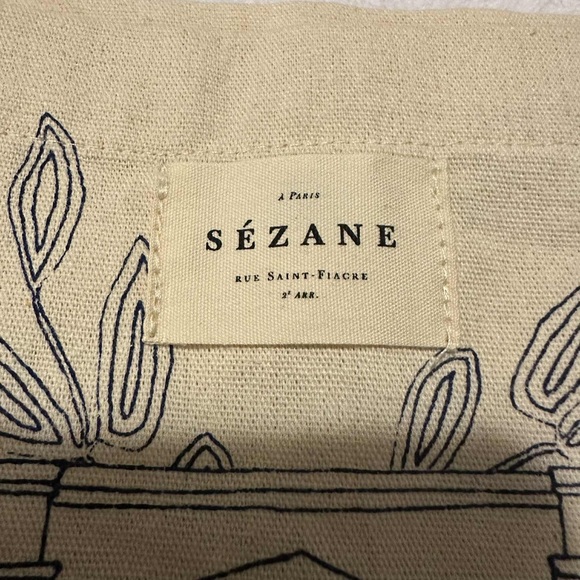 À PARIS
SÉZANE
RUE SAINT-FIACRE
2E ARR.